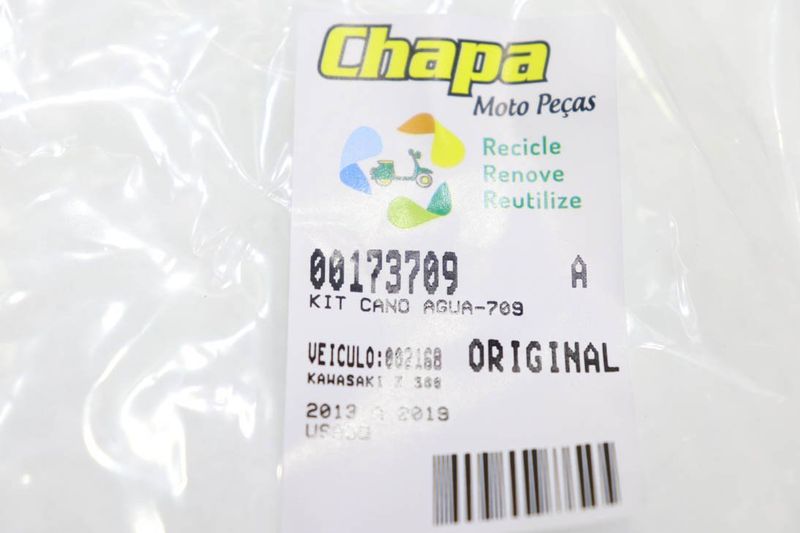 Chapa
Moto Peças
Recicle
Renove
Reutilize
00173709 A
KIT CANO AGUA-709
VEICULO:002168 ORIGINAL
KAWASAKI Z 300
2013 A 2019
USADO